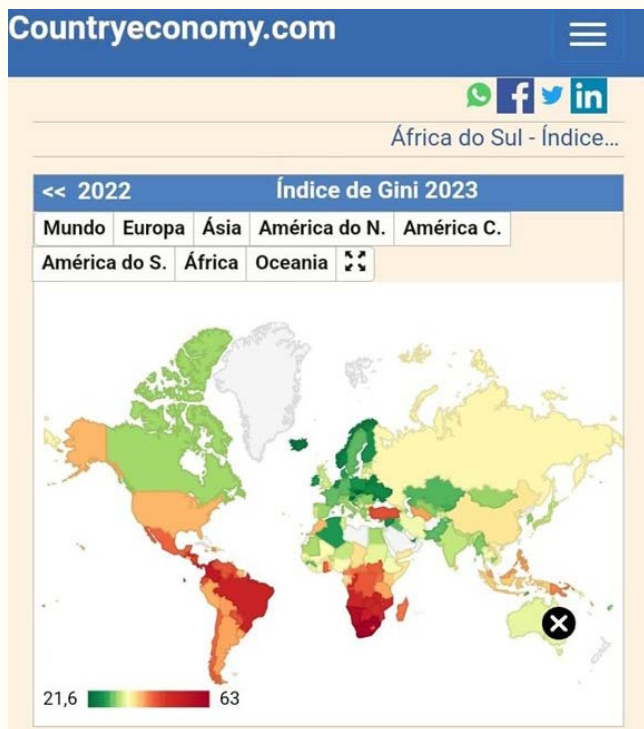 Countryeconomy.com
África do Sul - Índice...
<< 2022 Índice de Gini 2023
Mundo Europa Ásia América do N. América C.
América do S. África Oceania
21,6 63